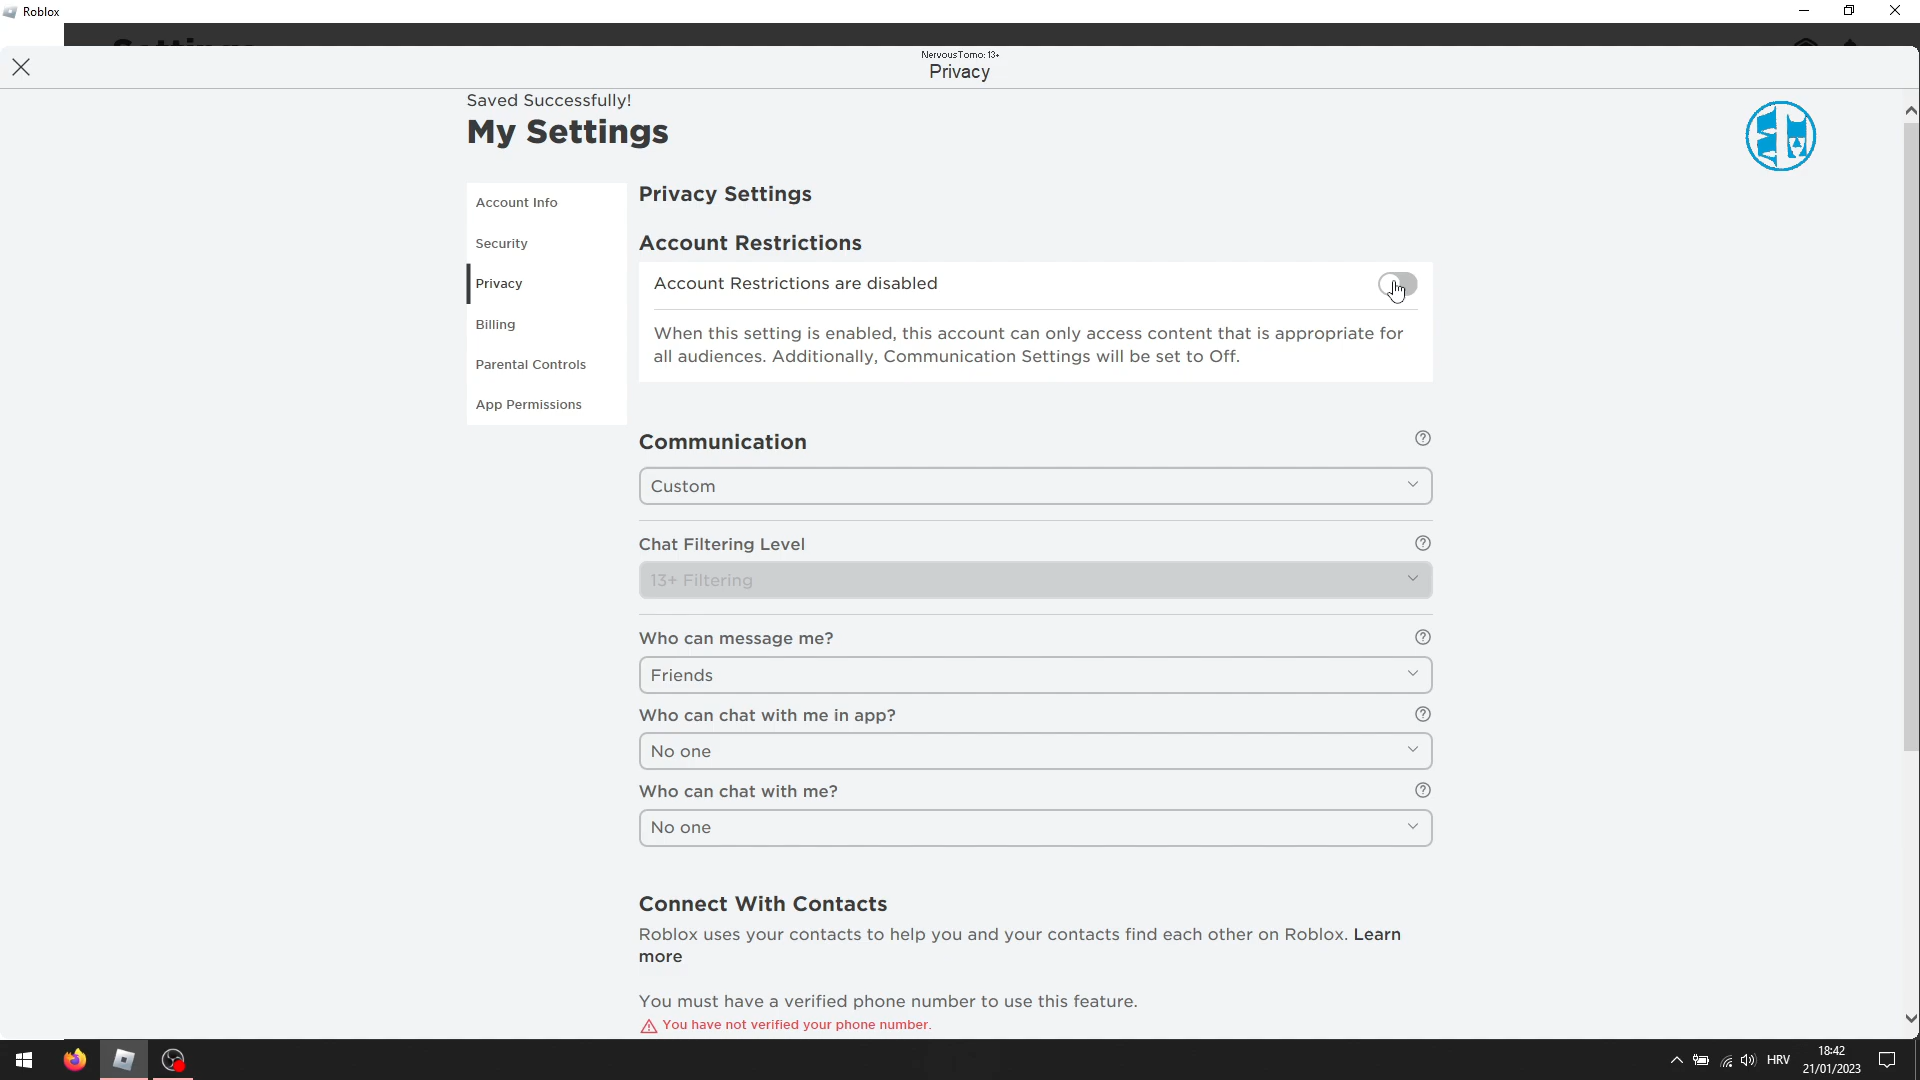 Roblox
NervousTomo: 13+
Privacy
Saved Successfully!
My Settings
Account Info
Security
Privacy
Billing
Parental Controls
App Permissions
Privacy Settings
Account Restrictions
Account Restrictions are disabled
When this setting is enabled, this account can only access content that is appropriate for
all audiences. Additionally, Communication Settings will be set to Off.
Communication
Custom
Chat Filtering Level
13+ Filtering
Who can message me?
Friends
Who can chat with me in app?
No one
Who can chat with me?
No one
Connect With Contacts
Roblox uses your contacts to help you and your contacts find each other on Roblox. Learn
more
You must have a verified phone number to use this feature.
You have not verified your phone number.
HRV
18:42
21/01/2023